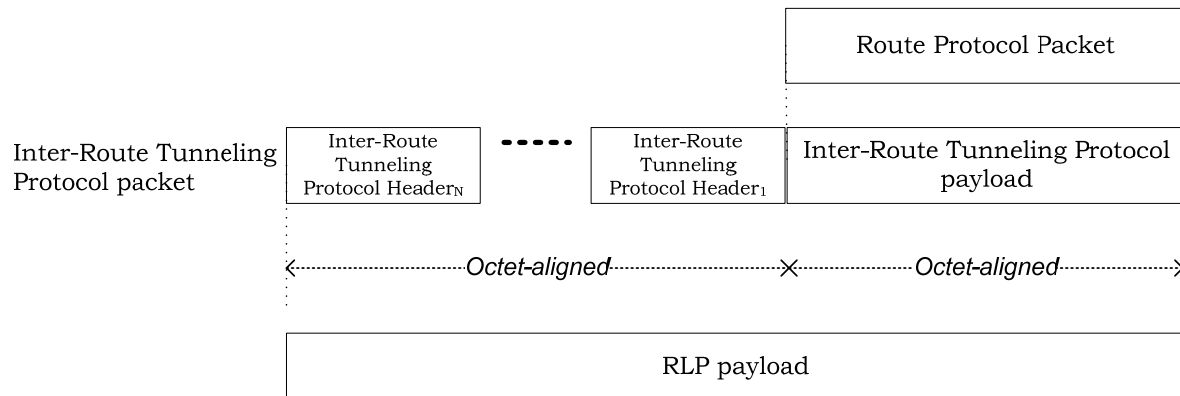 Route Protocol Packet
Inter-Route Tunneling
Protocol packet
Inter-Route
Tunneling
Protocol HeaderN
Inter-Route
Tunneling
Protocol Header1
Inter-Route Tunneling Protocol
payload
Octet-aligned
Octet-aligned
RLP payload